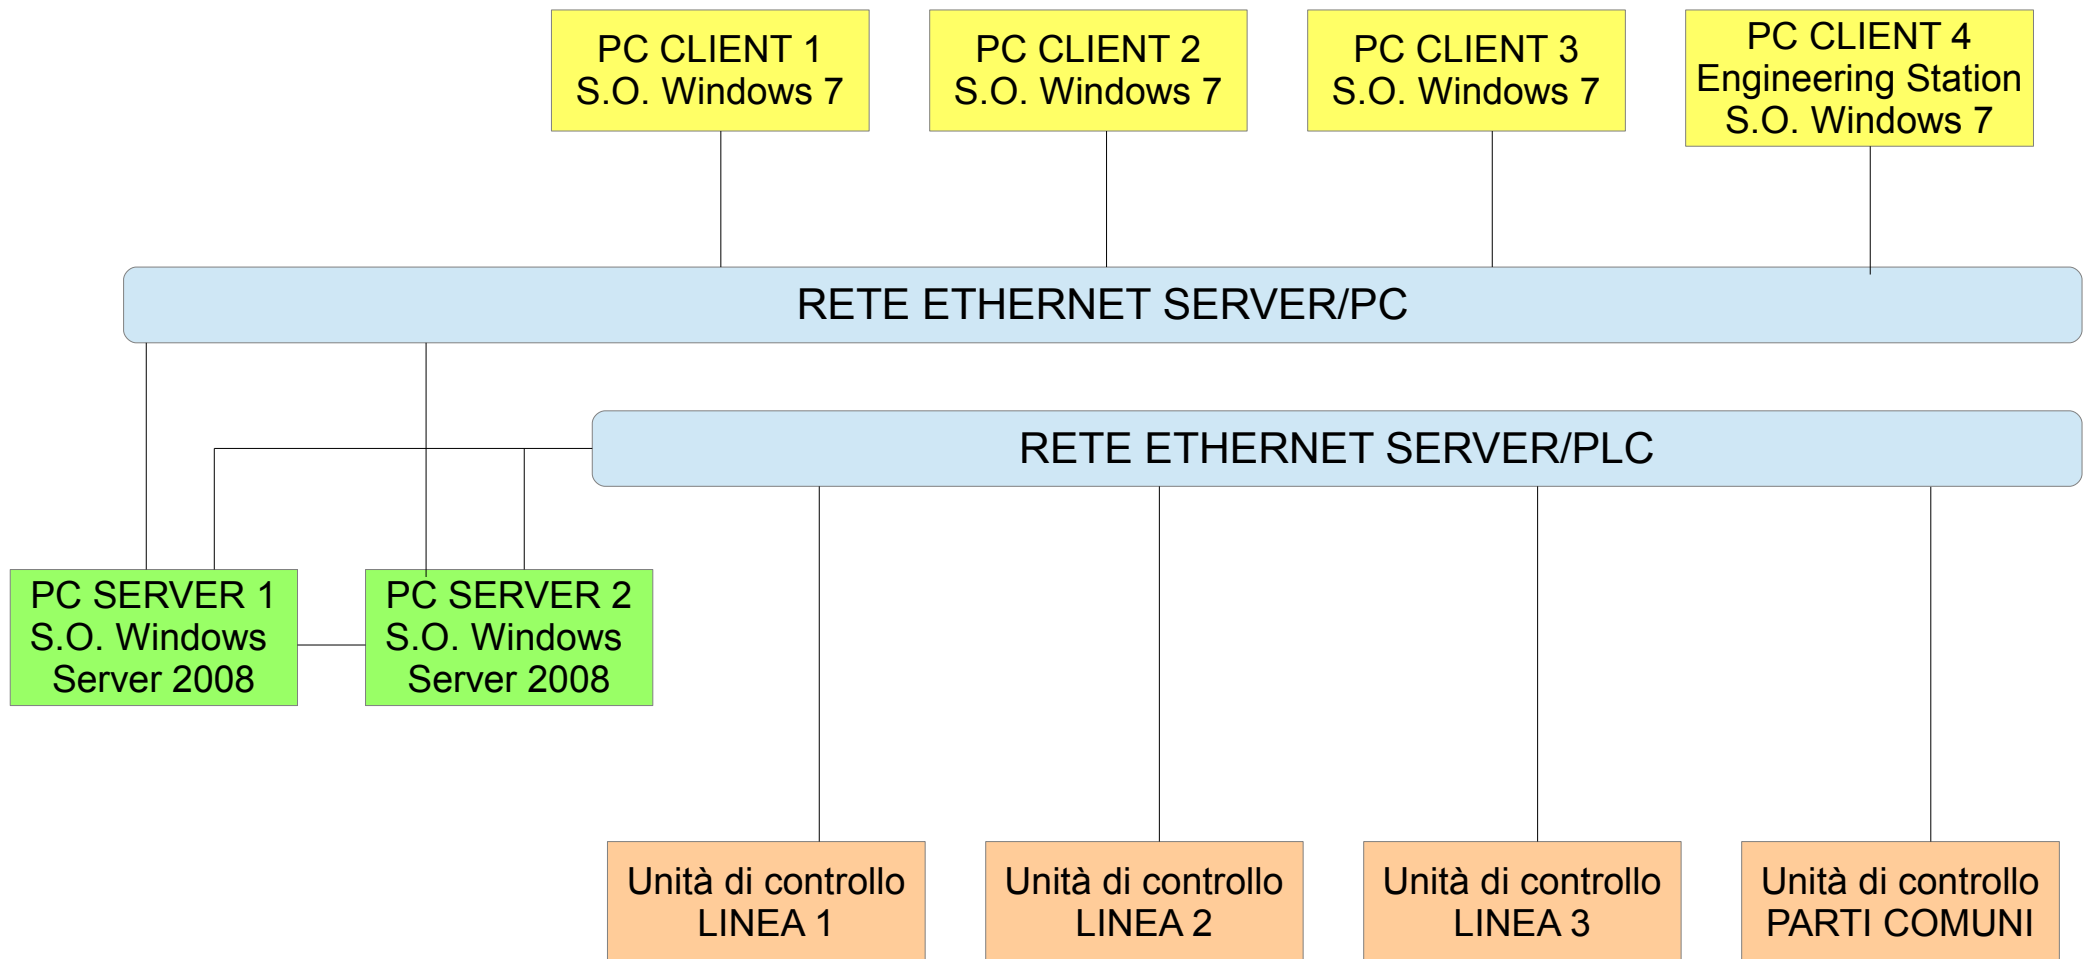 PC CLIENT 1
S.O. Windows 7
PC CLIENT 2
S.O. Windows 7
PC CLIENT 3
S.O. Windows 7
PC CLIENT 4
Engineering Station
S.O. Windows 7
RETE ETHERNET SERVER/PC
RETE ETHERNET SERVER/PLC
PC SERVER 1
S.O. Windows
Server 2008
PC SERVER 2
S.O. Windows
Server 2008
Unità di controllo
LINEA 1
Unità di controllo
LINEA 2
Unità di controllo
LINEA 3
Unità di controllo
PARTI COMUNI